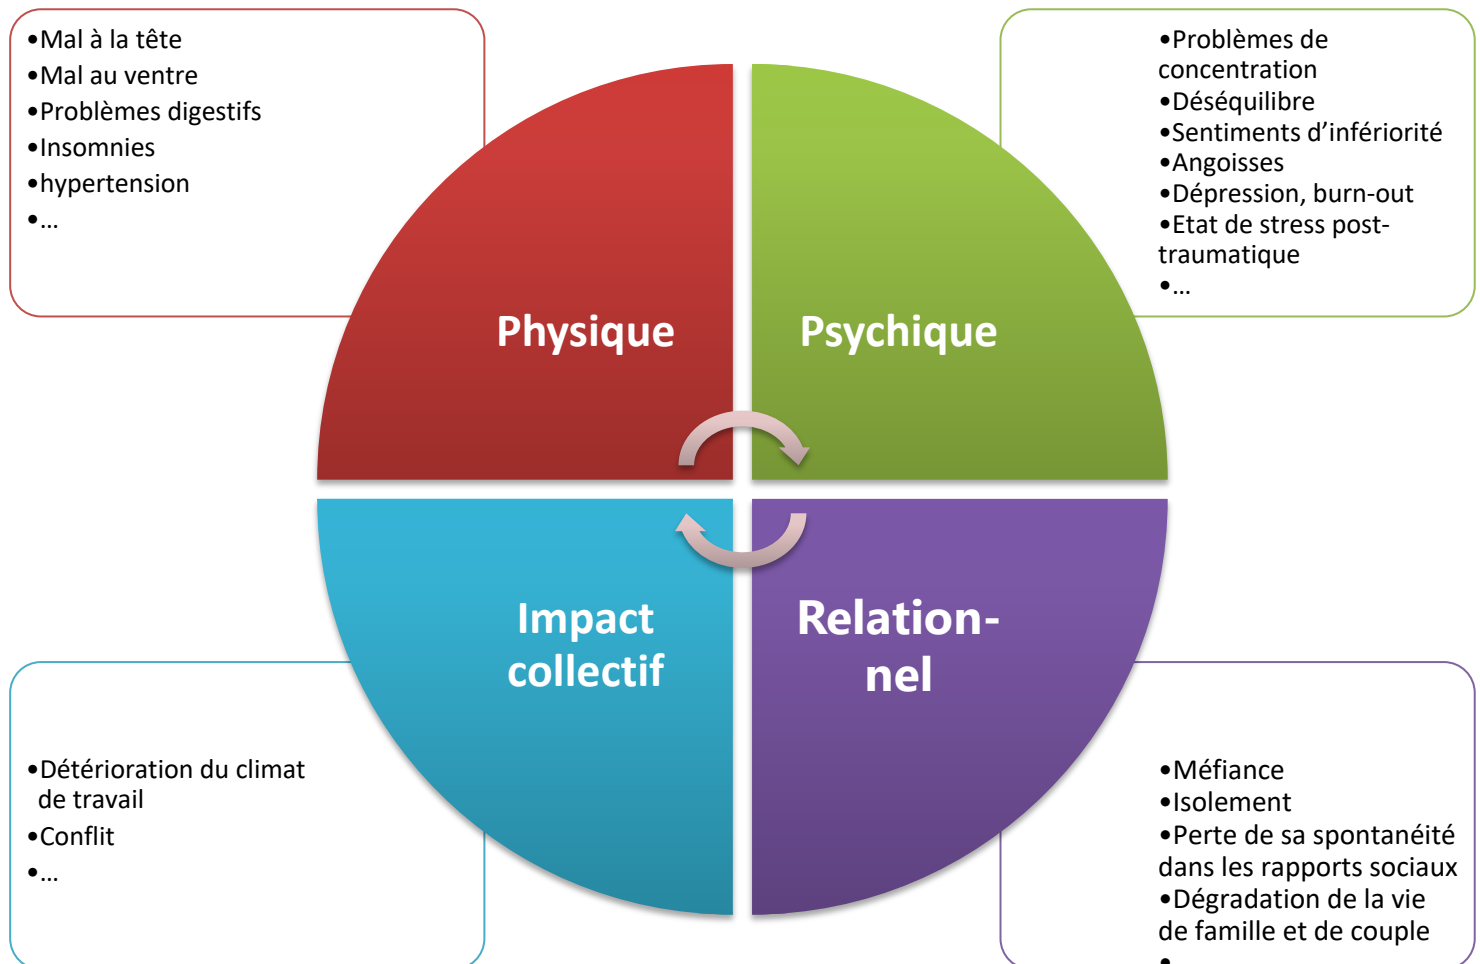 •Mal à la tête
•Mal au ventre
•Problèmes digestifs
•Insomnies
•hypertension
•…
•Problèmes de
concentration
•Déséquilibre
•Sentiments d’infériorité
•Angoisses
•Dépression, burn-out
•Etat de stress post-
traumatique
•…
Physique
Psychique
Impact
collectif
Relation-
nel
•Détérioration du climat
de travail
•Conflit
•…
•Méfiance
•Isolement
•Perte de sa spontanéité
dans les rapports sociaux
•Dégradation de la vie
de famille et de couple
•